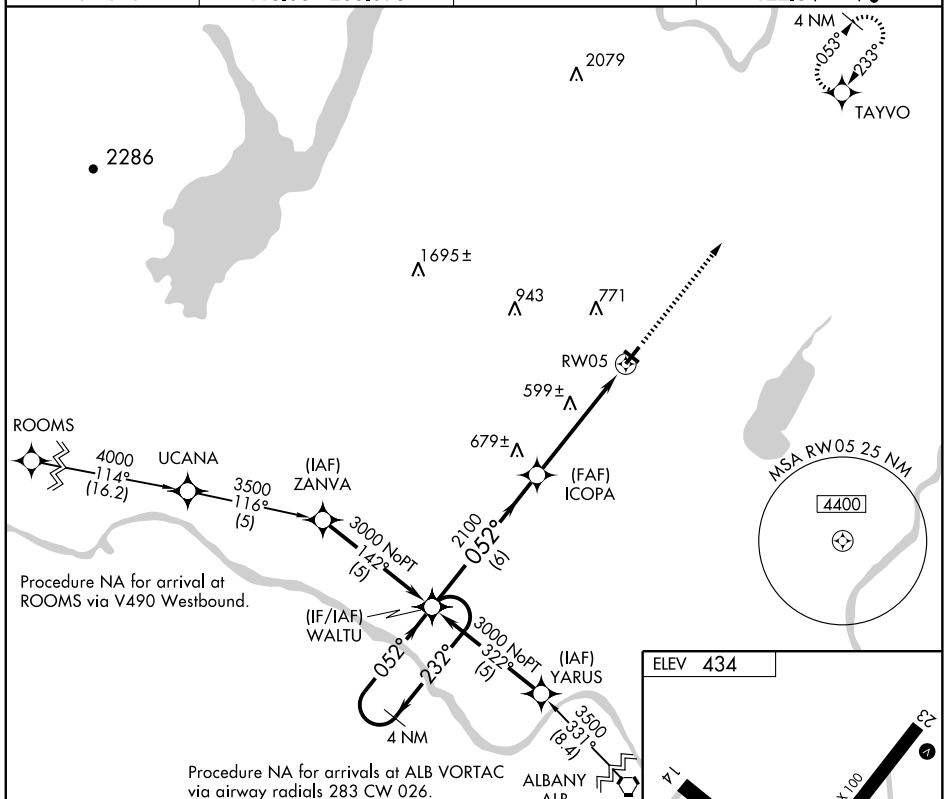 4 NM
053°
233°
TAYVO
2079
2286
1695±
943
771
RW05
599±
679±
ROOMS
4000
114°
(16.2)
UCANA
3500
116°
(5)
(IAF)
ZANVA
3000 NoPT
142°
(5)
(FAF)
ICOPA
2100
052°
(6)
MSA RW05 25 NM
4400
Procedure NA for arrival at
ROOMS via V490 Westbound.
(IF/IAF)
WALTU
052°
232°
4 NM
3000 NoPT
322°
(5)
(IAF)
YARUS
3500
331°
(8.4)
ELEV 434
23
14
X 100
Procedure NA for arrivals at ALB VORTAC
via airway radials 283 CW 026.
ALBANY